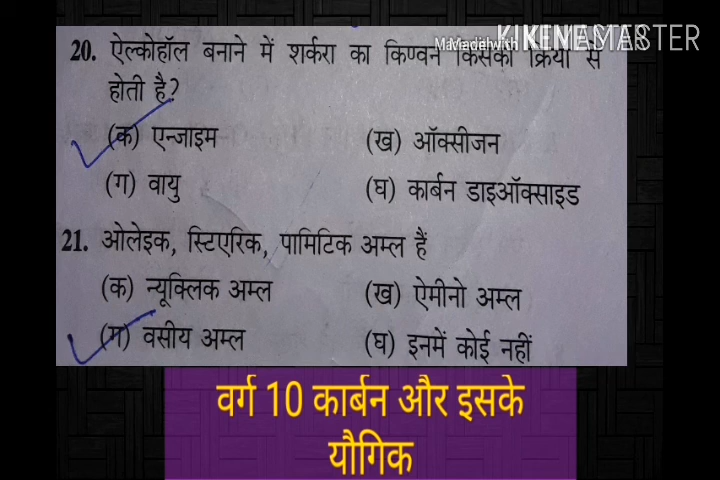 KINEMASTER
20. ऐल्कोहॉल बनाने में शर्करा का किण्वन किसकी क्रिया से
होती है?
(क) एन्जाइम (ख) ऑक्सीजन
(ग) वायु (घ) कार्बन डाइऑक्साइड
21. ओलेइक, स्टिएरिक, पामिटिक अम्ल हैं
(क) न्यूक्लिक अम्ल (ख) ऐमीनो अम्ल
(ग) वसीय अम्ल (घ) इनमें कोई नहीं
वर्ग 10 कार्बन और इसके
यौगिक